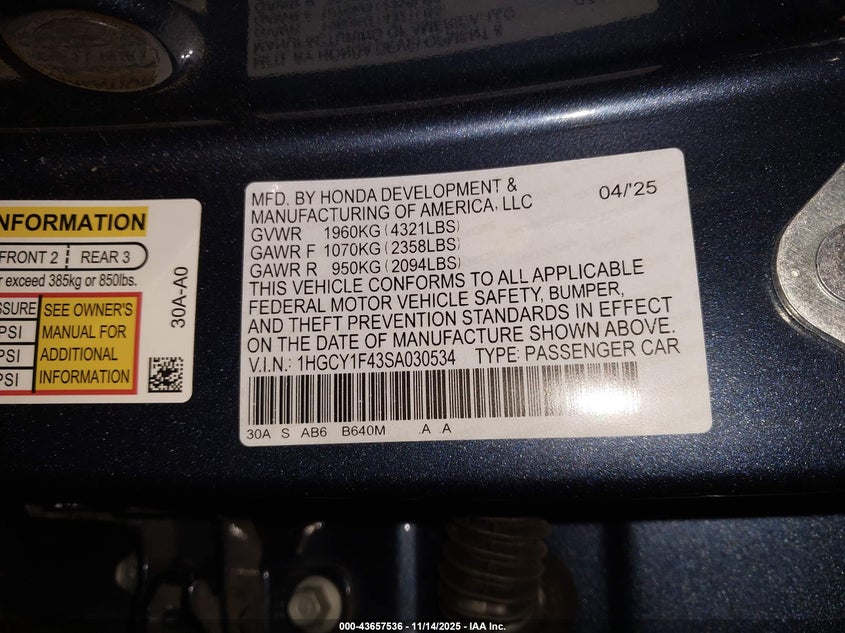 MFD. BY HONDA DEVELOPMENT &
MANUFACTURING OF AMERICA, LLC
04/'25
GVWR 1960KG (4321LBS)
GAWR F 1070KG (2358LBS)
GAWR R 950KG (2094LBS)
THIS VEHICLE CONFORMS TO ALL APPLICABLE
FEDERAL MOTOR VEHICLE SAFETY, BUMPER,
AND THEFT PREVENTION STANDARDS IN EFFECT
ON THE DATE OF MANUFACTURE SHOWN ABOVE.
V.I.N.: 1HGCY1F43SA030534 TYPE: PASSENGER CAR
30A S AB6 B640M .A .A
NFORMATION
FRONT 2 REAR 3
exceed 385kg or 850lbs.
SSURE
PSI
PSI
PSI
SEE OWNER'S
MANUAL FOR
ADDITIONAL
INFORMATION
30A-A0
000-43657536 - 11/14/2025 - IAA Inc.